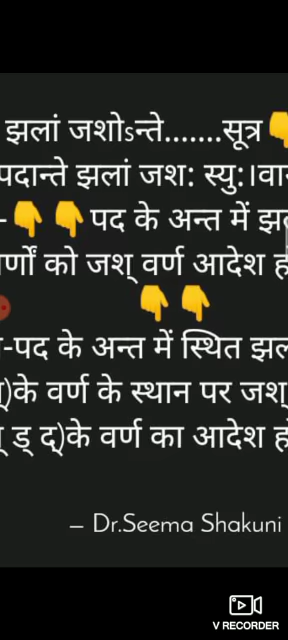 झलां जशोऽन्ते.......सूत्र
पदान्ते झलां जश: स्यु:।वा
- पद के अन्त में झ
वर्णों को जश् वर्ण आदेश ह
-पद के अन्त में स्थित झल
)के वर्ण के स्थान पर जश्
ड् द्)के वर्ण का आदेश ह
— Dr.Seema Shakuni
V RECORDER